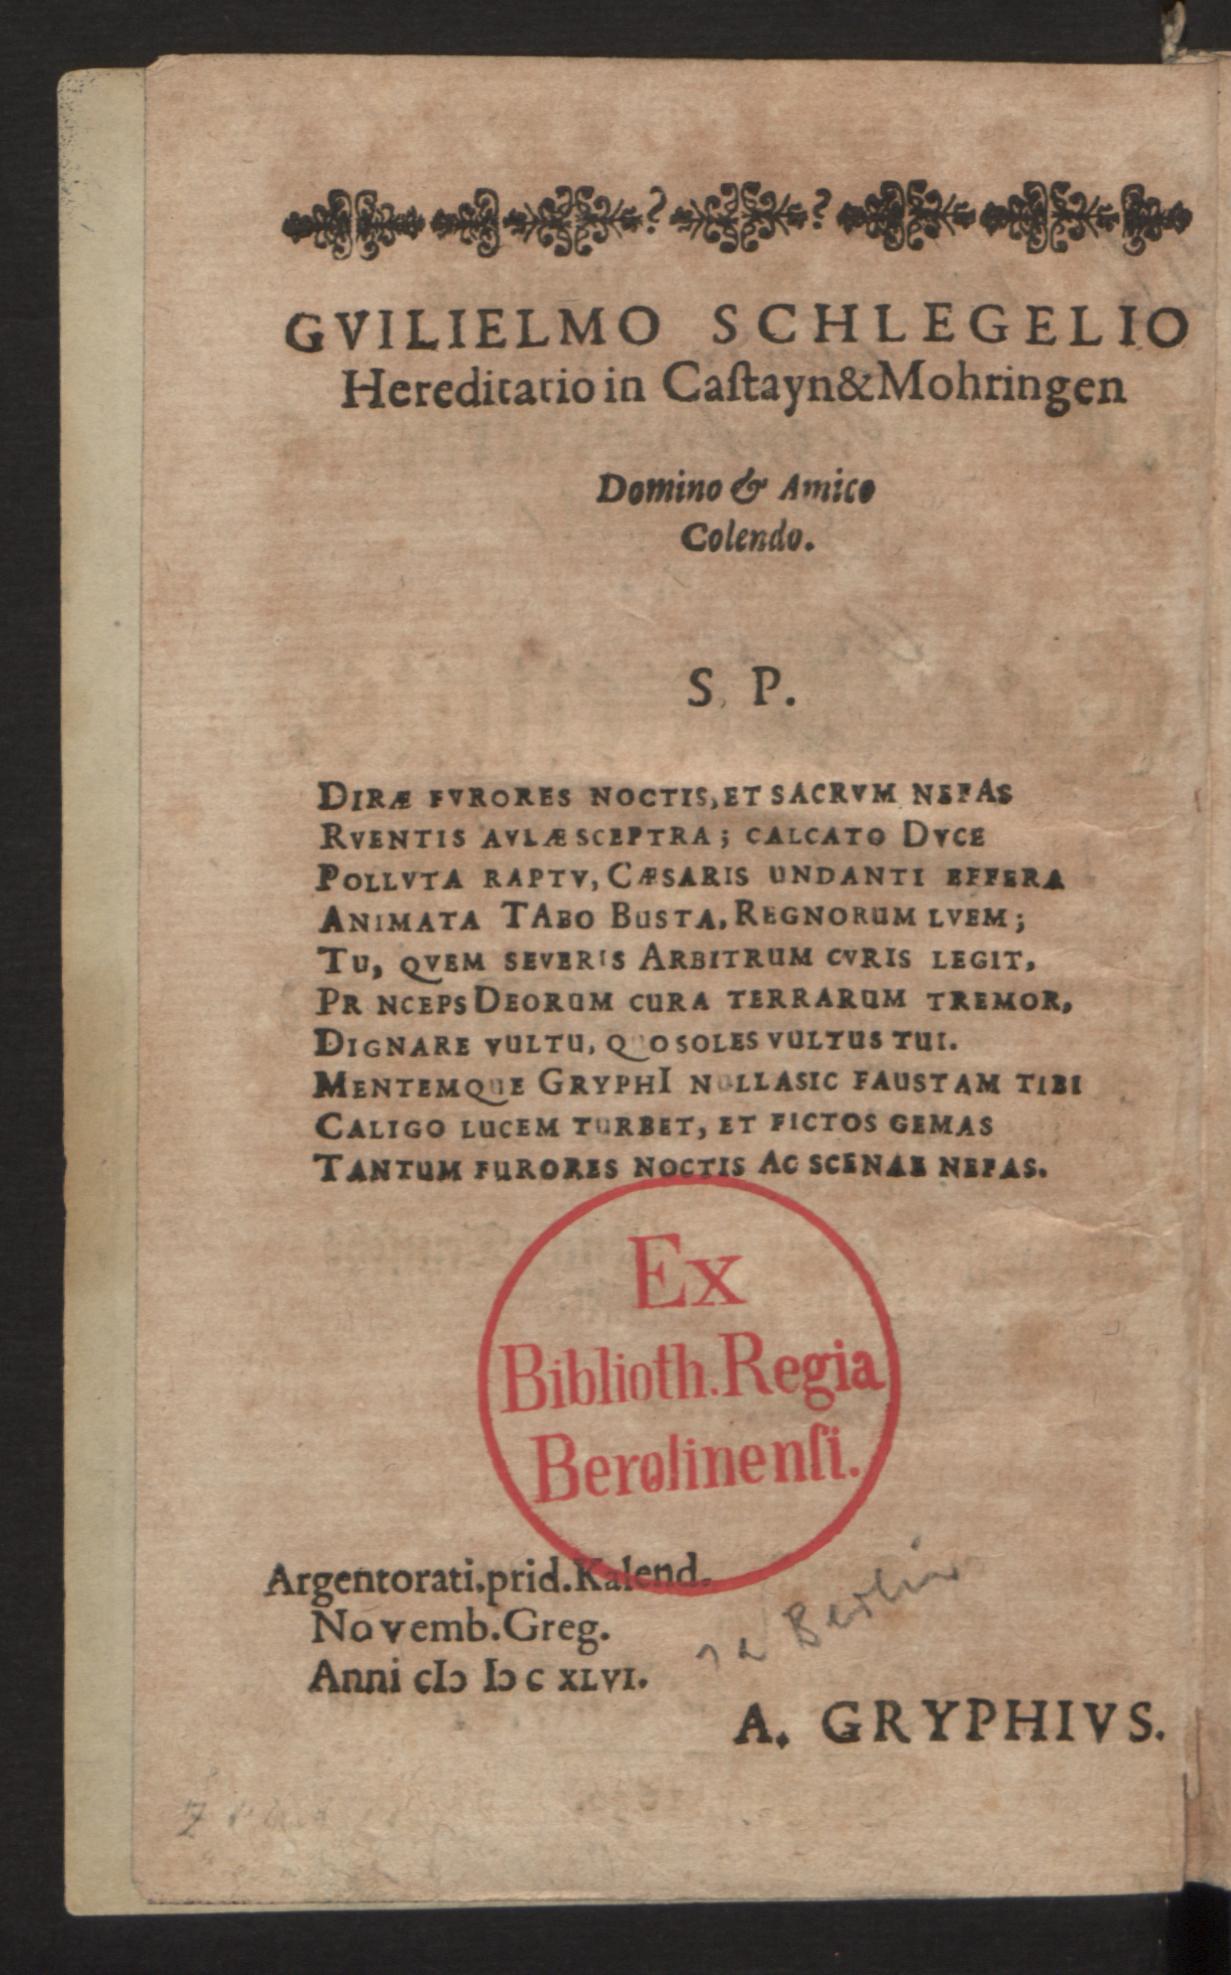 GVILIELMO SCHLEGELIO
Hereditatio in Caſtayn&Mohringen
Domino & Amico
Colendo.
S. P.
DIRÆ FVRORES NOCTIS, ET SACRVM NEFAS
RVENTIS AVLÆ SCEPTRA; CALCATO DVCE
POLLVTA RAPTV, CÆSARIS UNDANTI EFFERA
ANIMATA TABO BUSTA, REGNORUM LVEM;
TU, QVEM SEVERIS ARBITRUM CVRIS LEGIT,
PR NCEPS DEORUM CURA TERRARUM TREMOR,
DIGNARE VULTU, QUO SOLES VULTUS TUI.
MENTEMQUE GRYPHI NULLA SIC FAUSTAM TIBI
CALIGO LUCEM TURBET, ET FICTOS GEMAS
TANTUM FURORES NOCTIS AC SCENAE NEFAS.
Ex
Biblioth. Regia
Berolinenſi.
Argentorati. prid. Kalend.
Novemb. Greg.
Anni cIↄ Iↄ c XLVI.
Berlin
A. GRYPHIVS.